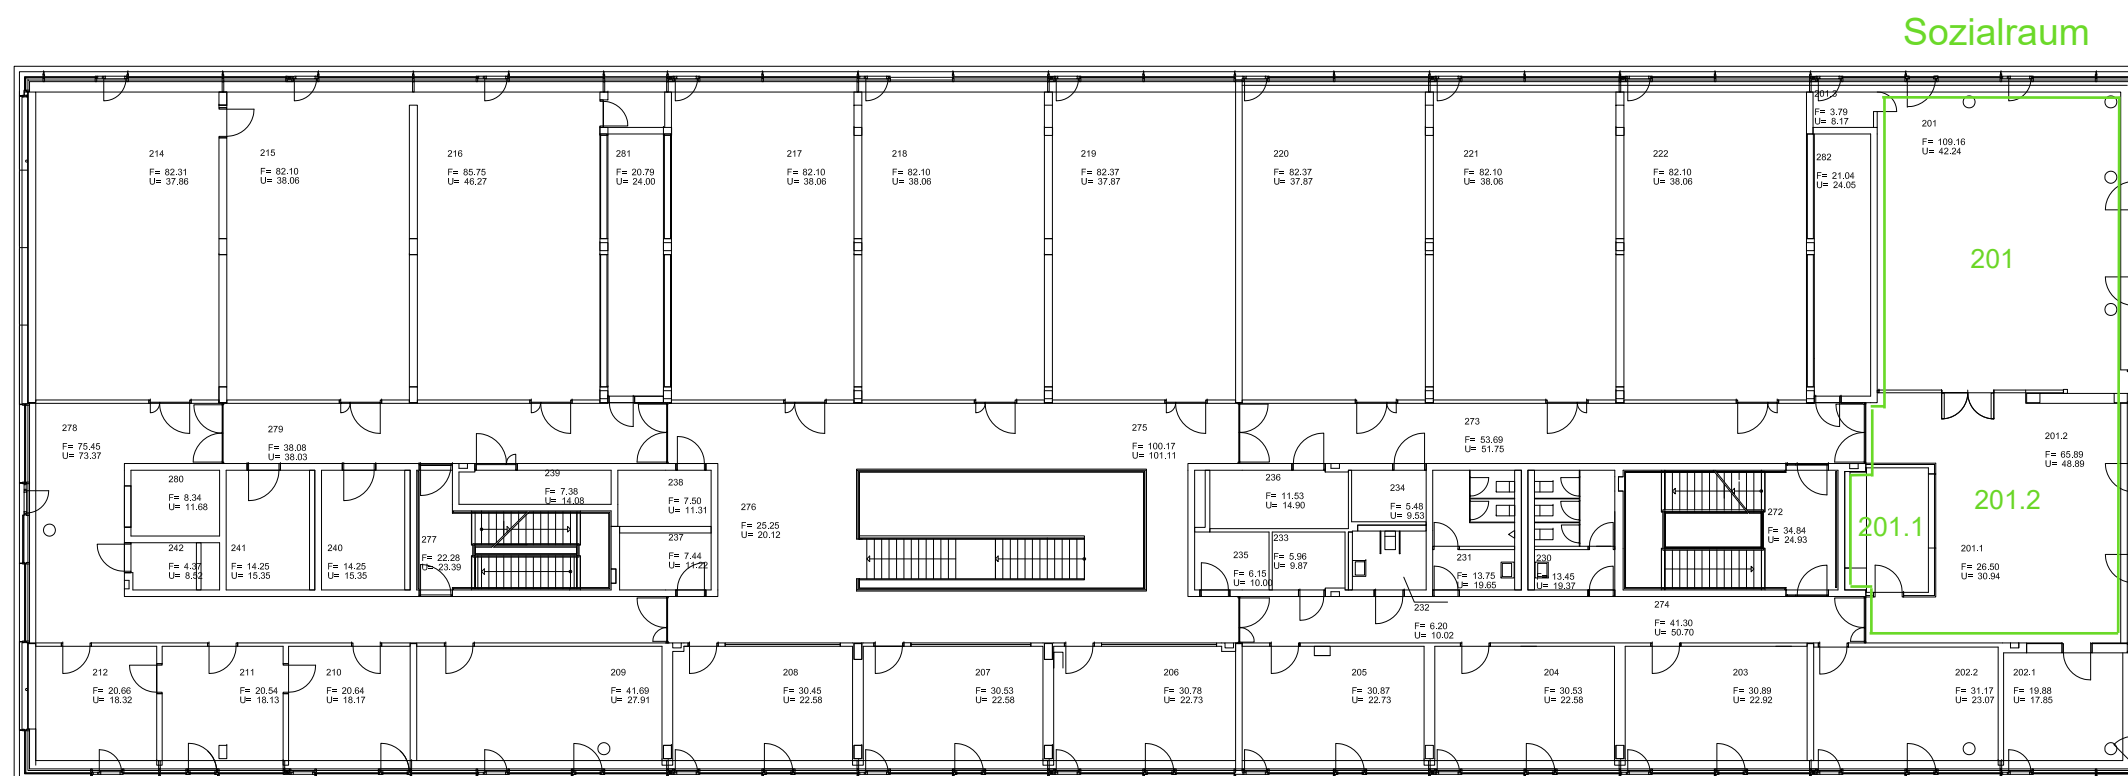 Sozialraum
214
F= 82.31
U= 37.86
215
F= 82.10
U= 38.06
216
F= 85.75
U= 46.27
281
F= 20.79
U= 24.00
217
F= 82.10
U= 38.06
218
F= 82.10
U= 38.06
219
F= 82.37
U= 37.87
220
F= 82.37
U= 37.87
221
F= 82.10
U= 38.06
222
F= 82.10
U= 38.06
201.3
F= 3.79
U= 8.17
282
F= 21.04
U= 24.05
201
F= 109.16
U= 42.24
201
278
F= 75.45
U= 73.37
279
F= 38.08
U= 38.03
275
F= 100.17
U= 101.11
273
F= 53.69
U= 51.75
201.2
F= 65.89
U= 48.89
280
F= 8.34
U= 11.68
239
F= 7.38
U= 14.08
238
F= 7.50
U= 11.31
276
F= 25.25
U= 20.12
236
F= 11.53
U= 14.90
234
F= 5.48
U= 9.53
272
F= 34.84
U= 24.93
201.2
201.1
242
F= 4.37
U= 8.52
241
F= 14.25
U= 15.35
240
F= 14.25
U= 15.35
277
F= 22.28
U= 23.39
237
F= 7.44
U= 11.22
235
F= 6.15
U= 10.00
233
F= 5.96
U= 9.87
231
F= 13.75
U= 19.65
230
F= 13.45
U= 19.37
201.1
F= 26.50
U= 30.94
232
F= 6.20
U= 10.02
274
F= 41.30
U= 50.70
212
F= 20.66
U= 18.32
211
F= 20.54
U= 18.13
210
F= 20.64
U= 18.17
209
F= 41.69
U= 27.91
208
F= 30.45
U= 22.58
207
F= 30.53
U= 22.58
206
F= 30.78
U= 22.73
205
F= 30.87
U= 22.73
204
F= 30.53
U= 22.58
203
F= 30.89
U= 22.92
202.2
F= 31.17
U= 23.07
202.1
F= 19.88
U= 17.85